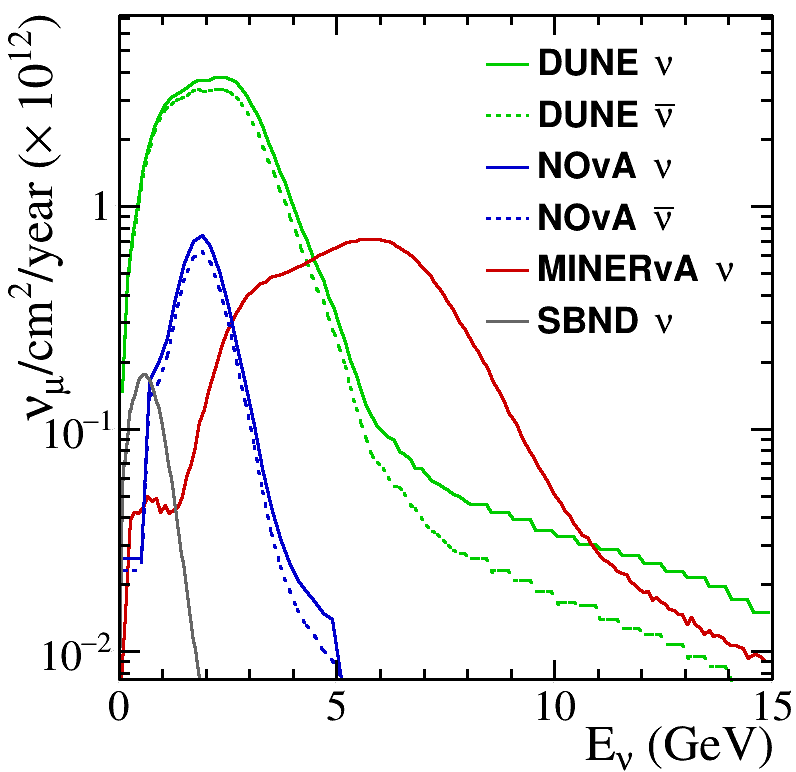 DUNE ν
DUNE ν̄
NOvA ν
NOvA ν̄
MINERvA ν
SBND ν
ν_μ/cm²/year (× 10¹²)
1
10⁻¹
10⁻²
0 5 10 15
E_ν (GeV)